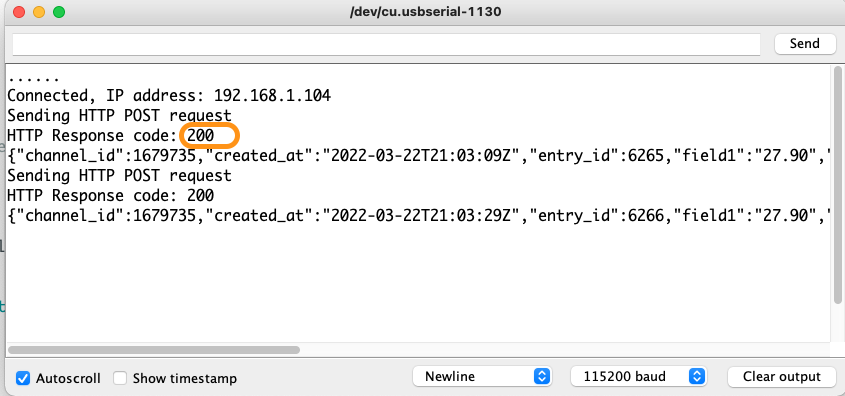 /dev/cu.usbserial-1130
Send
......
Connected, IP address: 192.168.1.104
Sending HTTP POST request
HTTP Response code: 200
{"channel_id":1679735,"created_at":"2022-03-22T21:03:09Z","entry_id":6265,"field1":"27.90","
Sending HTTP POST request
HTTP Response code: 200
{"channel_id":1679735,"created_at":"2022-03-22T21:03:29Z","entry_id":6266,"field1":"27.90","
Autoscroll Show timestamp Newline 115200 baud Clear output